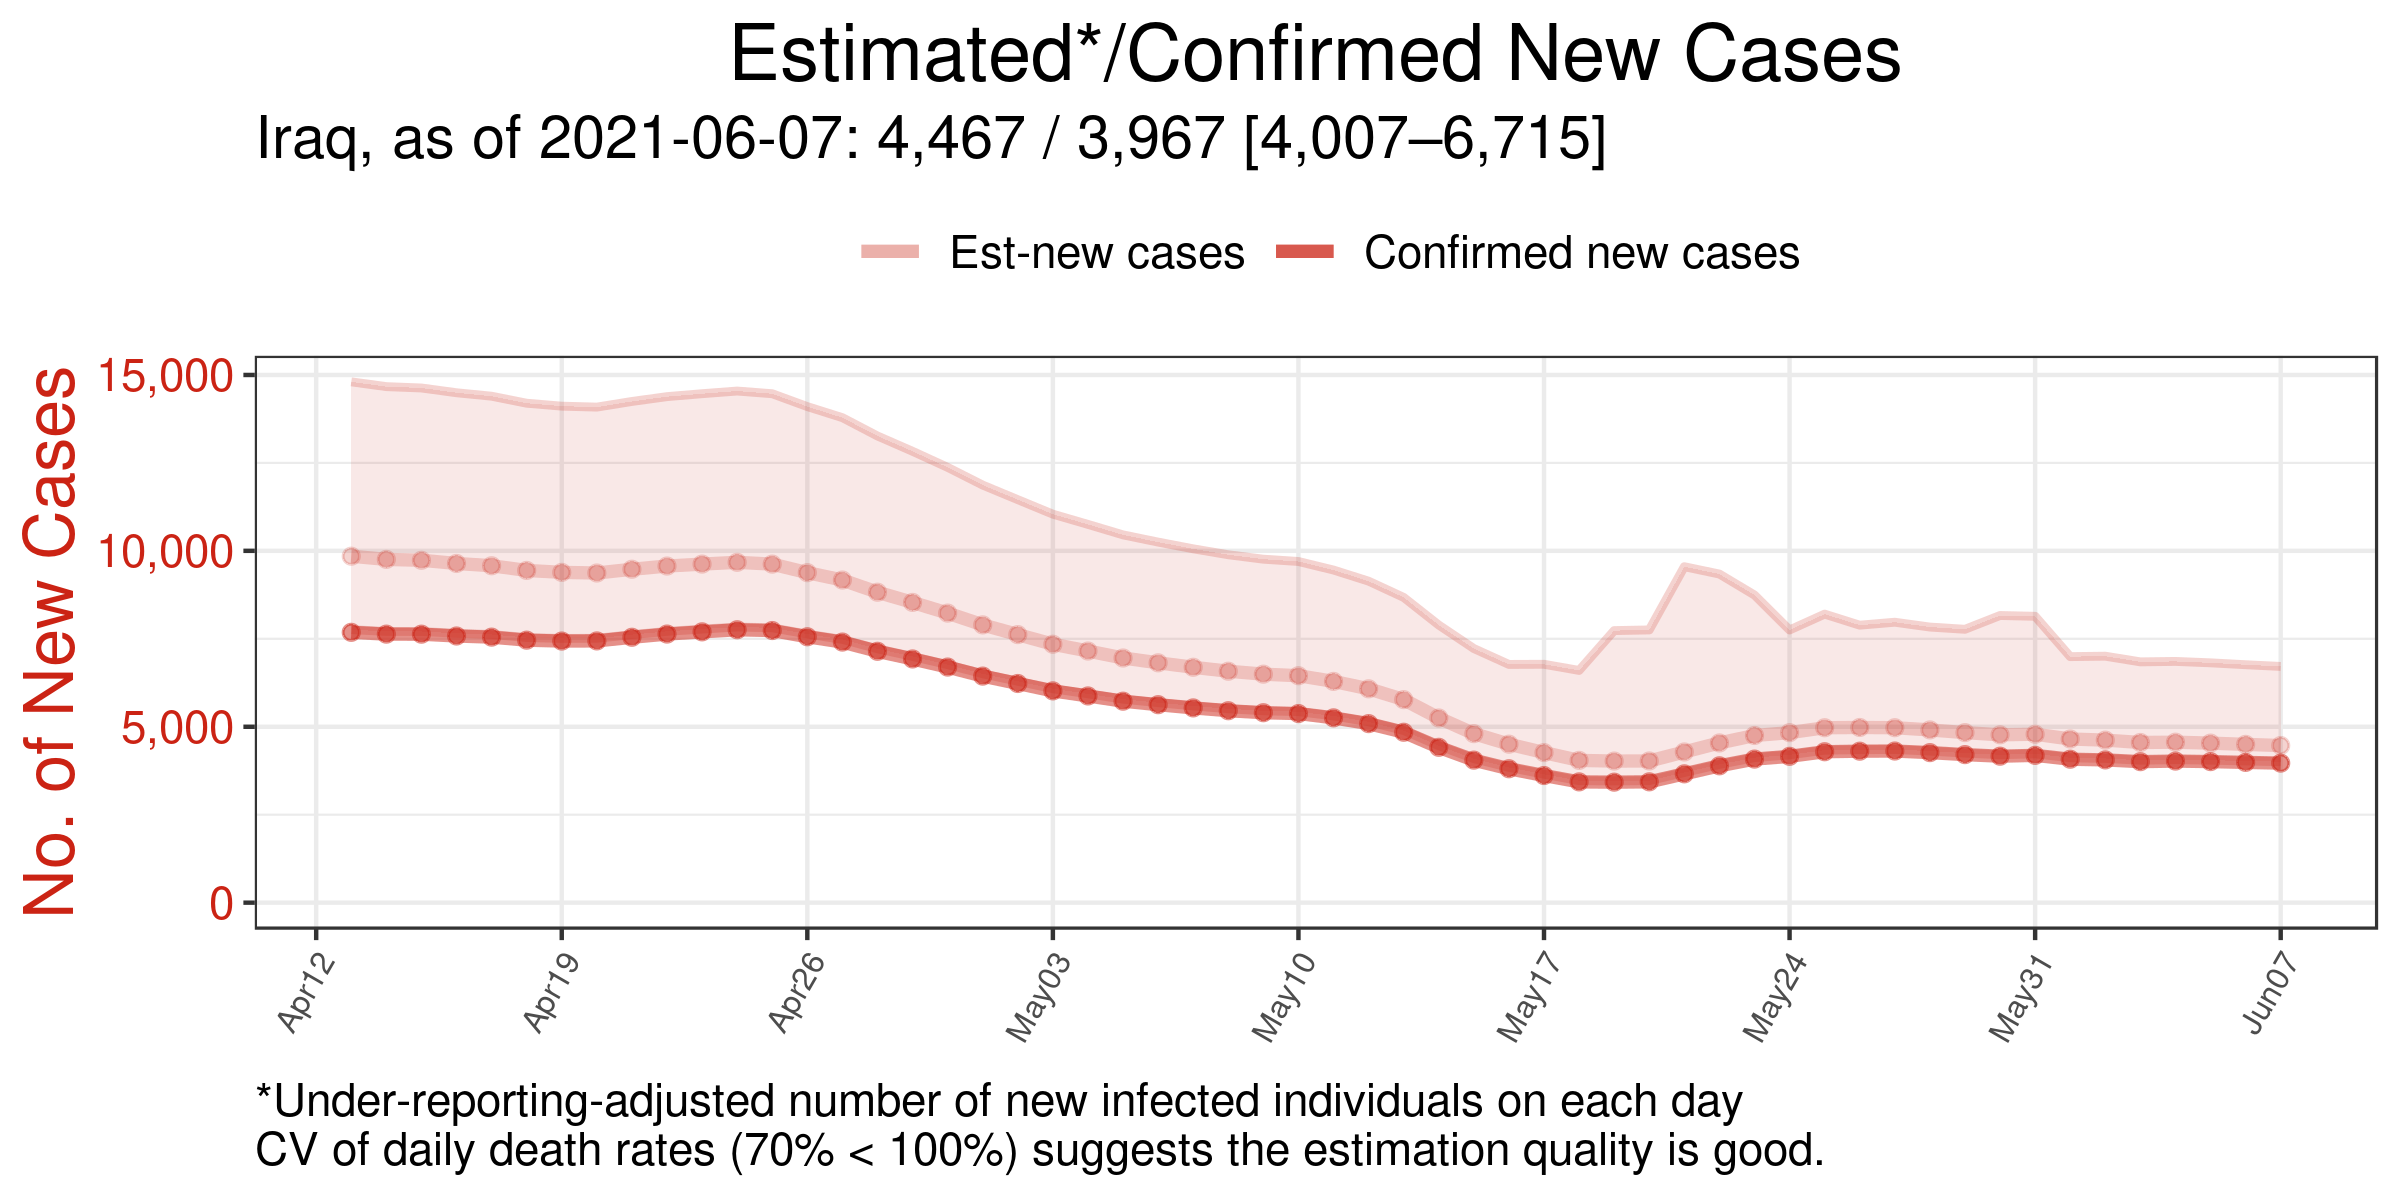 Estimated*/Confirmed New Cases
Iraq, as of 2021-06-07: 4,467 / 3,967 [4,007–6,715]
Est-new cases
Confirmed new cases
No. of New Cases
15,000
10,000
5,000
0
Apr12
Apr19
Apr26
May03
May10
May17
May24
May31
Jun07
*Under-reporting-adjusted number of new infected individuals on each day
CV of daily death rates (70% < 100%) suggests the estimation quality is good.